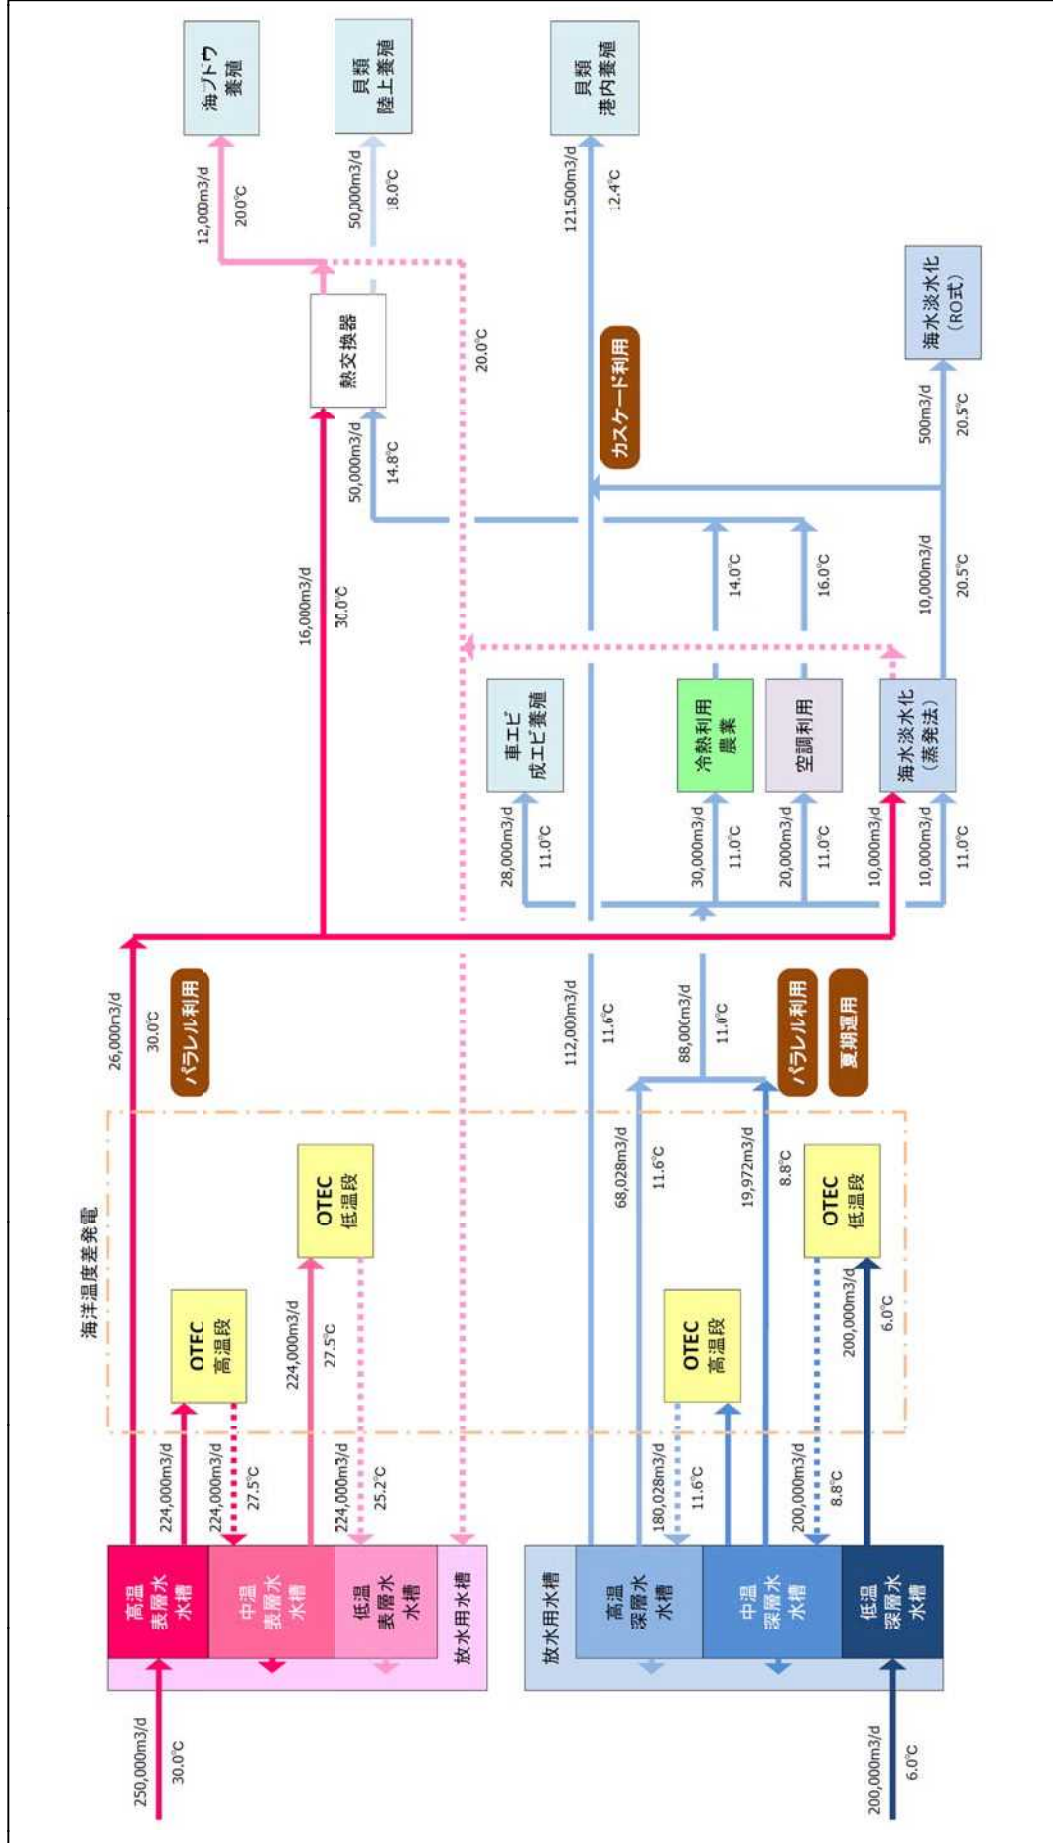 海洋温度差発電
250,000m3/d
30.0℃
高温
表層水
水槽
中温
表層水
水槽
低温
表層水
水槽
放水用水槽
224,000m3/d
224,000m3/d
27.5℃
OTEC
高温段
224,000m3/d
27.5℃
OTEC
低温段
224,000m3/d
25.2℃
26,000m3/d
30.0℃
パラレル利用
16,000m3/d
30.0℃
熱交換器
12,000m3/d
20.0℃
海ブドウ
養殖
50,000m3/d
18.0℃
貝類
陸上養殖
50,000m3/d
14.8℃
20.0℃
放水用水槽
高温
深層水
水槽
中温
深層水
水槽
低温
深層水
水槽
200,000m3/d
6.0℃
112,000m3/d
11.6℃
68,028m3/d
11.6℃
180,028m3/d
11.6℃
OTEC
高温段
19,972m3/d
8.8℃
200,000m3/d
8.8℃
OTEC
低温段
200,000m3/d
6.0℃
88,000m3/d
11.0℃
パラレル利用
夏期運用
28,000m3/d
11.0℃
車エビ
成エビ養殖
30,000m3/d
11.0℃
冷熱利用
農業
14.0℃
20,000m3/d
11.0℃
空調利用
16.0℃
10,000m3/d
10,000m3/d
11.0℃
海水淡水化
（蒸発法）
10,000m3/d
20.5℃
カスケード利用
121,500m3/d
12.4℃
貝類
港内養殖
500m3/d
20.5℃
海水淡水化
（RO式）